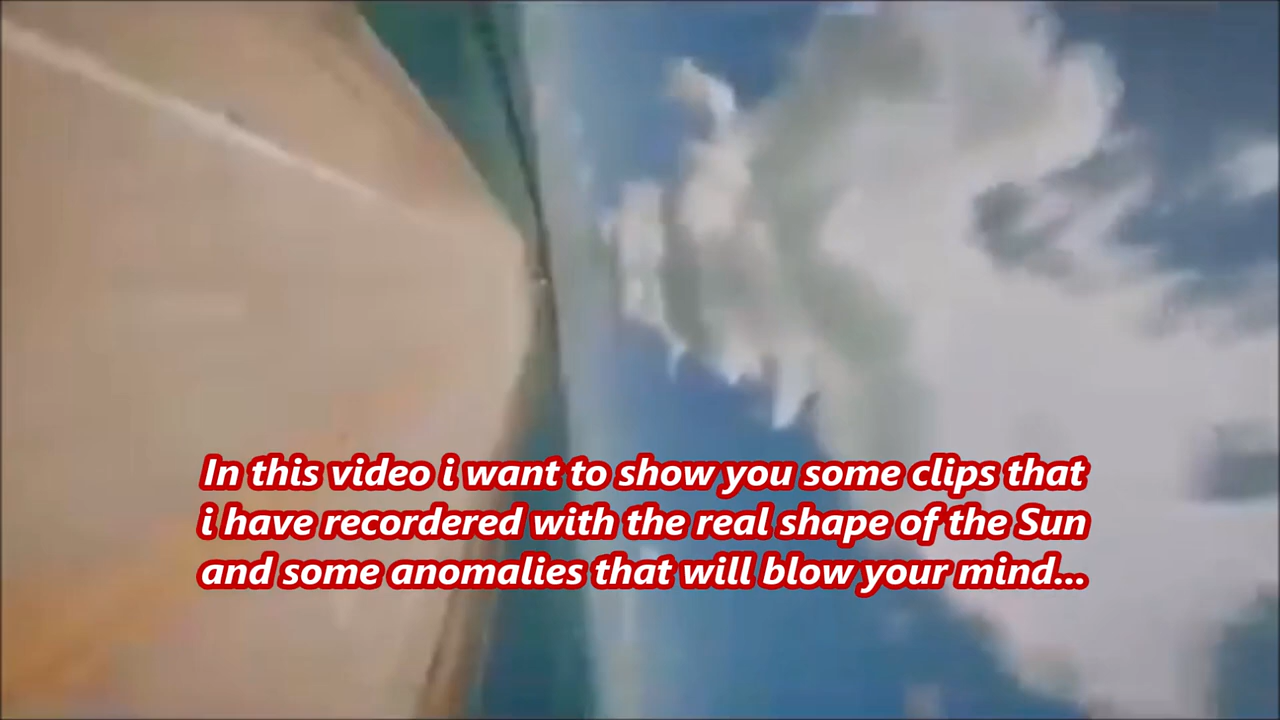 In this video i want to show you some clips that
i have recordered with the real shape of the Sun
and some anomalies that will blow your mind...